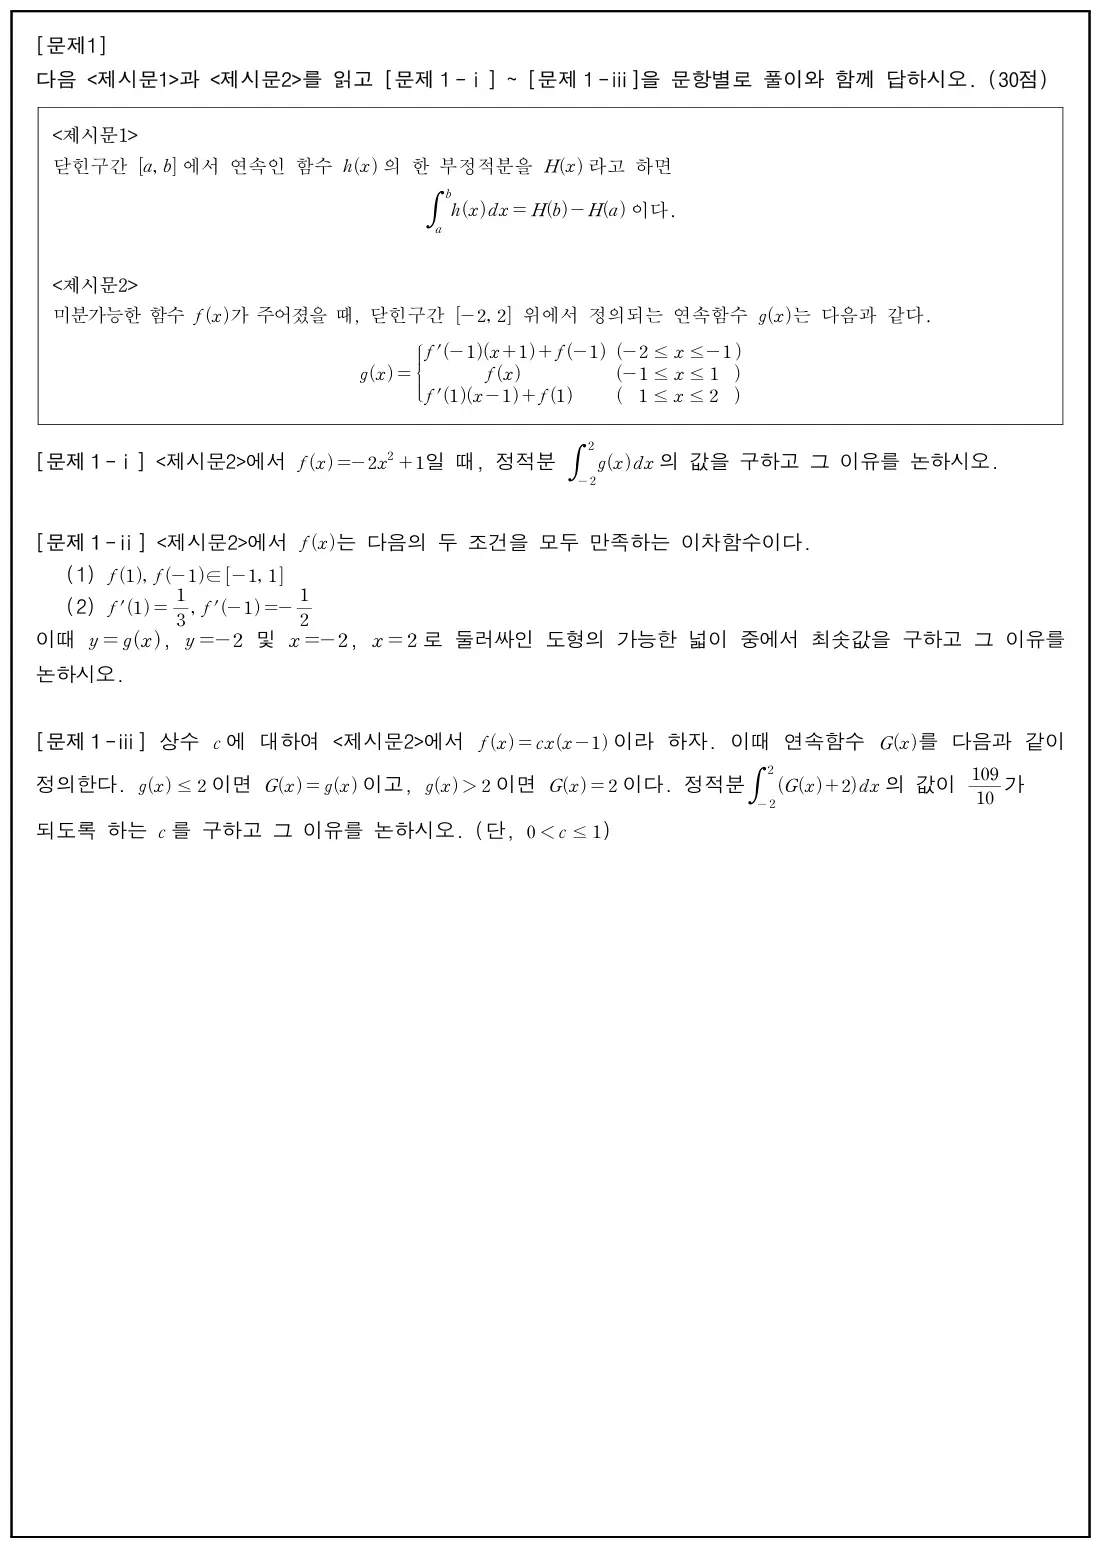 [문제1]
다음 <제시문1>과 <제시문2>를 읽고 [문제 1-ⅰ] ~ [문제 1-ⅲ]을 문항별로 풀이와 함께 답하시오. (30점)
<제시문1>
닫힌구간 [a, b]에서 연속인 함수 h(x)의 한 부정적분을 H(x)라고 하면
∫_a^b h(x)dx = H(b)-H(a) 이다.
<제시문2>
미분가능한 함수 f(x)가 주어졌을 때, 닫힌구간 [-2, 2] 위에서 정의되는 연속함수 g(x)는 다음과 같다.
f′(-1)(x+1)+f(-1) (-2 ≤ x ≤-1)
g(x) = { f(x) (-1 ≤ x ≤ 1 )
f′(1)(x-1)+f(1) ( 1 ≤ x ≤ 2 )
[문제 1-ⅰ] <제시문2>에서 f(x)=-2x²+1일 때, 정적분 ∫_{-2}^{2} g(x)dx 의 값을 구하고 그 이유를 논하시오.
[문제 1-ⅱ] <제시문2>에서 f(x)는 다음의 두 조건을 모두 만족하는 이차함수이다.
(1) f(1), f(-1)∈[-1, 1]
(2) f′(1)=1/3, f′(-1)=-1/2
이때 y=g(x), y=-2 및 x=-2, x=2로 둘러싸인 도형의 가능한 넓이 중에서 최솟값을 구하고 그 이유를
논하시오.
[문제 1-ⅲ] 상수 c에 대하여 <제시문2>에서 f(x)=cx(x-1)이라 하자. 이때 연속함수 G(x)를 다음과 같이
정의한다. g(x)≤2이면 G(x)=g(x)이고, g(x)>2이면 G(x)=2이다. 정적분 ∫_{-2}^{2} (G(x)+2)dx 의 값이 109/10 가
되도록 하는 c를 구하고 그 이유를 논하시오. (단, 0<c≤1)